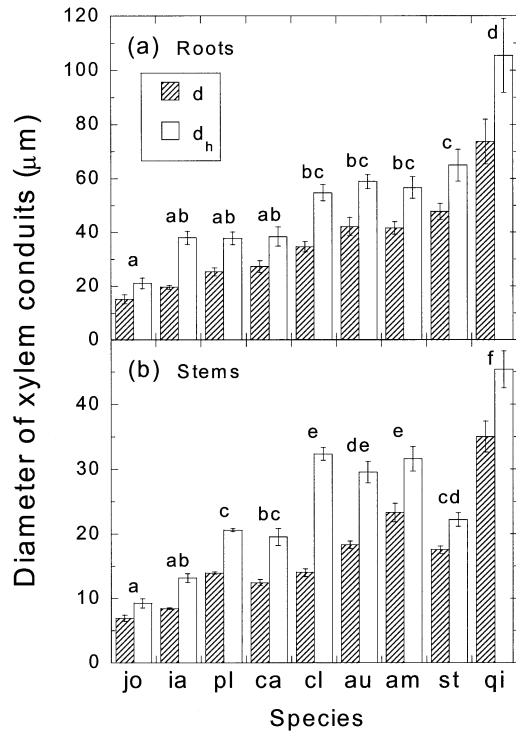 120
100
80
60
40
20
0
(a) Roots
d
d h
a
ab
ab
ab
bc
bc
bc
c
d
40
30
20
10
0
(b) Stems
a
ab
c
bc
e
de
e
cd
f
jo ia pl ca cl au am st qi
Species
Diameter of xylem conduits (μm)